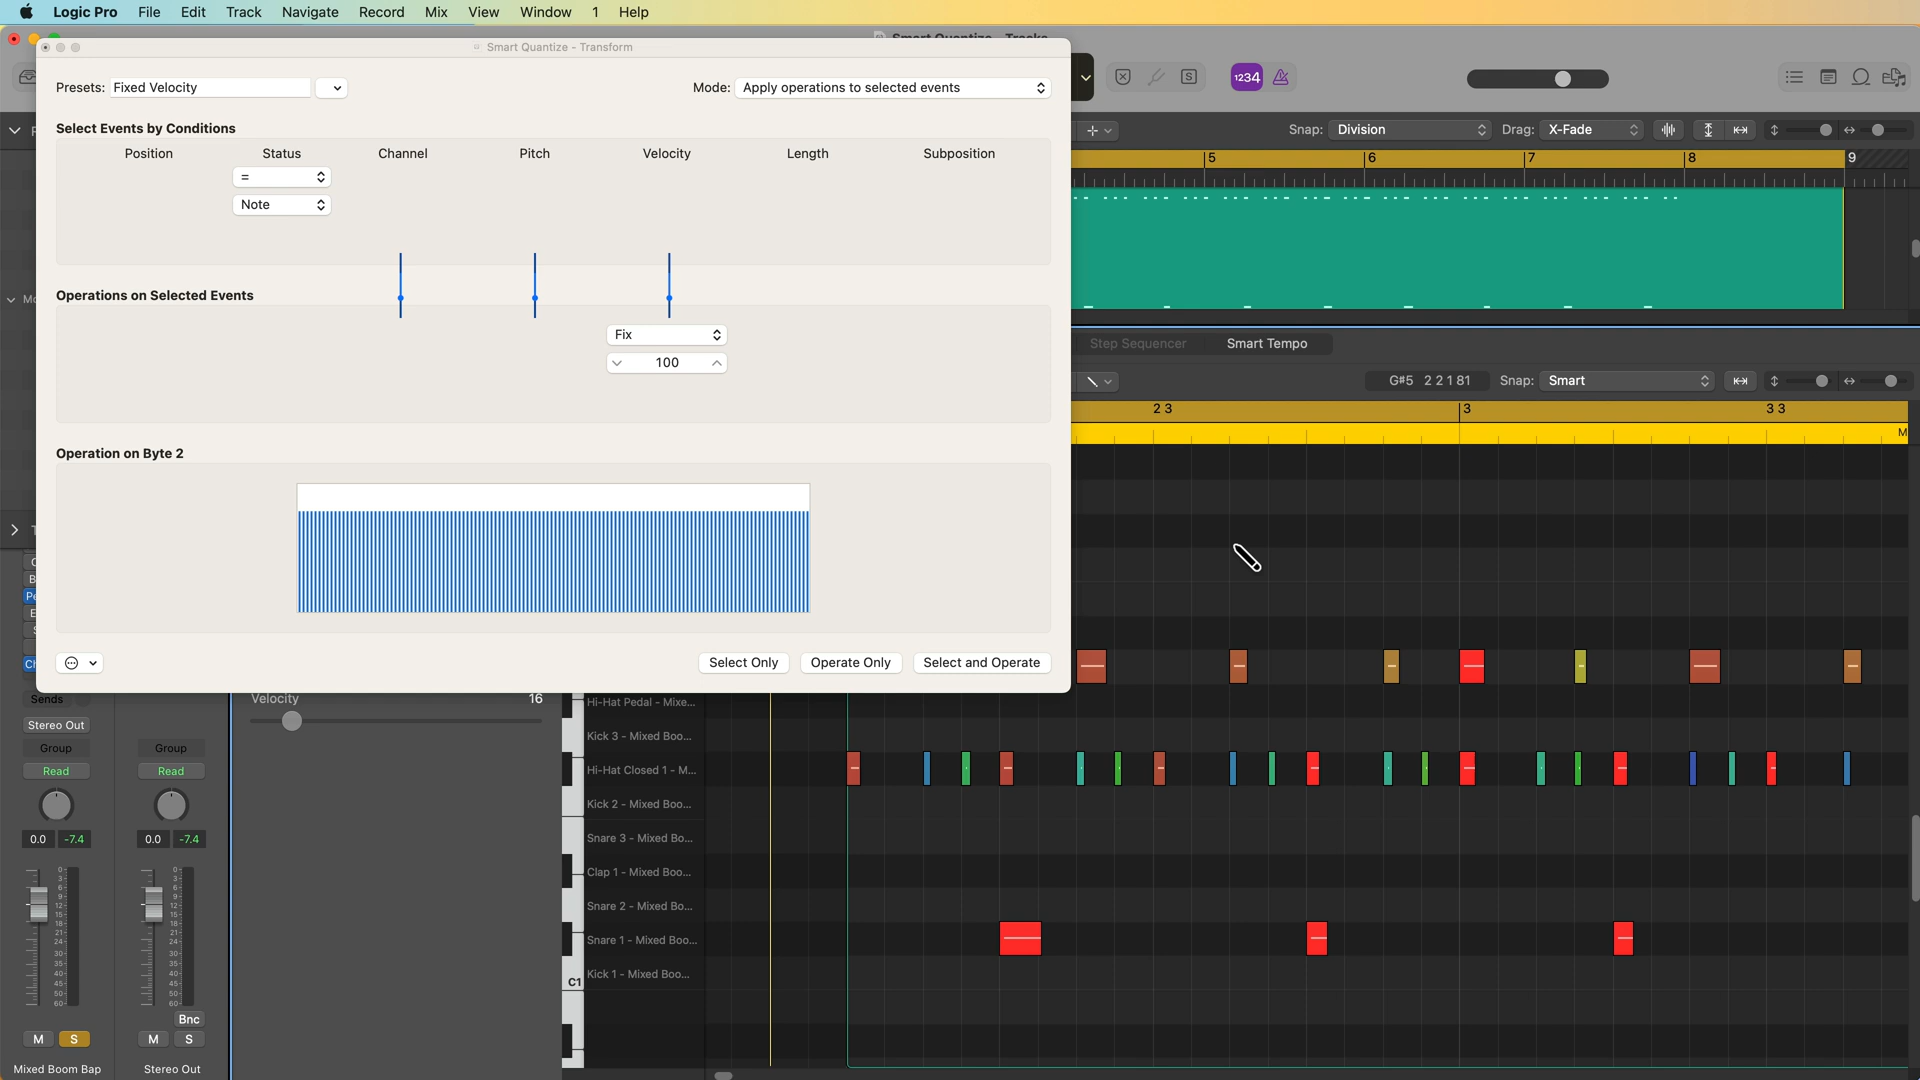 Logic Pro File Edit Track Navigate Record Mix View Window 1 Help
Smart Quantize - Tracks
Smart Quantize - Transform
Presets: Fixed Velocity
Mode: Apply operations to selected events
1234
S
Select Events by Conditions
Position Status Channel Pitch Velocity Length Subposition
=
Note
Operations on Selected Events
Fix
100
Operation on Byte 2
Select Only Operate Only Select and Operate
Snap: Division Drag: X-Fade
5 6 7 8 9
Step Sequencer Smart Tempo
G#5 2 2 1 81 Snap: Smart
2 3 3 3 3
M
Sends
Stereo Out
Group Group
Read Read
0.0 -7.4 0.0 -7.4
Bnc
M S M S
Mixed Boom Bap Stereo Out
Velocity 16
Hi-Hat Pedal - Mixe...
Kick 3 - Mixed Boo...
Hi-Hat Closed 1 - M...
Kick 2 - Mixed Boo...
Snare 3 - Mixed Bo...
Clap 1 - Mixed Boo...
Snare 2 - Mixed Bo...
Snare 1 - Mixed Boo...
Kick 1 - Mixed Boo...
C1